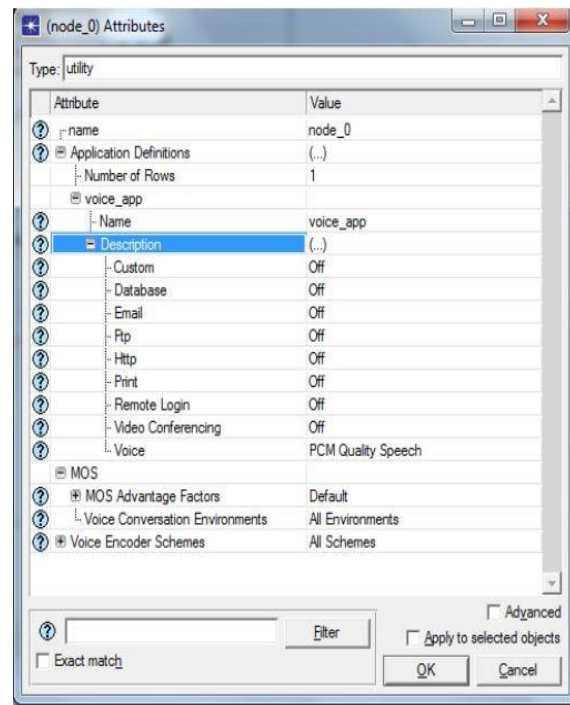 (node_0) Attributes
Type: utility
Attribute Value
name node_0
Application Definitions (...)
Number of Rows 1
voice_app
Name voice_app
Description (...)
Custom Off
Database Off
Email Off
Ftp Off
Http Off
Print Off
Remote Login Off
Video Conferencing Off
Voice PCM Quality Speech
MOS
MOS Advantage Factors Default
Voice Conversation Environments All Environments
Voice Encoder Schemes All Schemes
Advanced
Filter
Apply to selected objects
Exact match
OK Cancel